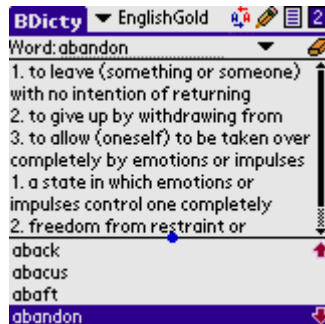 BDicty EnglishGold 2
Word: abandon
1. to leave (something or someone)
with no intention of returning
2. to give up by withdrawing from
3. to allow (oneself) to be taken over
completely by emotions or impulses
1. a state in which emotions or
impulses control one completely
2. freedom from restraint or
aback
abacus
abaft
abandon